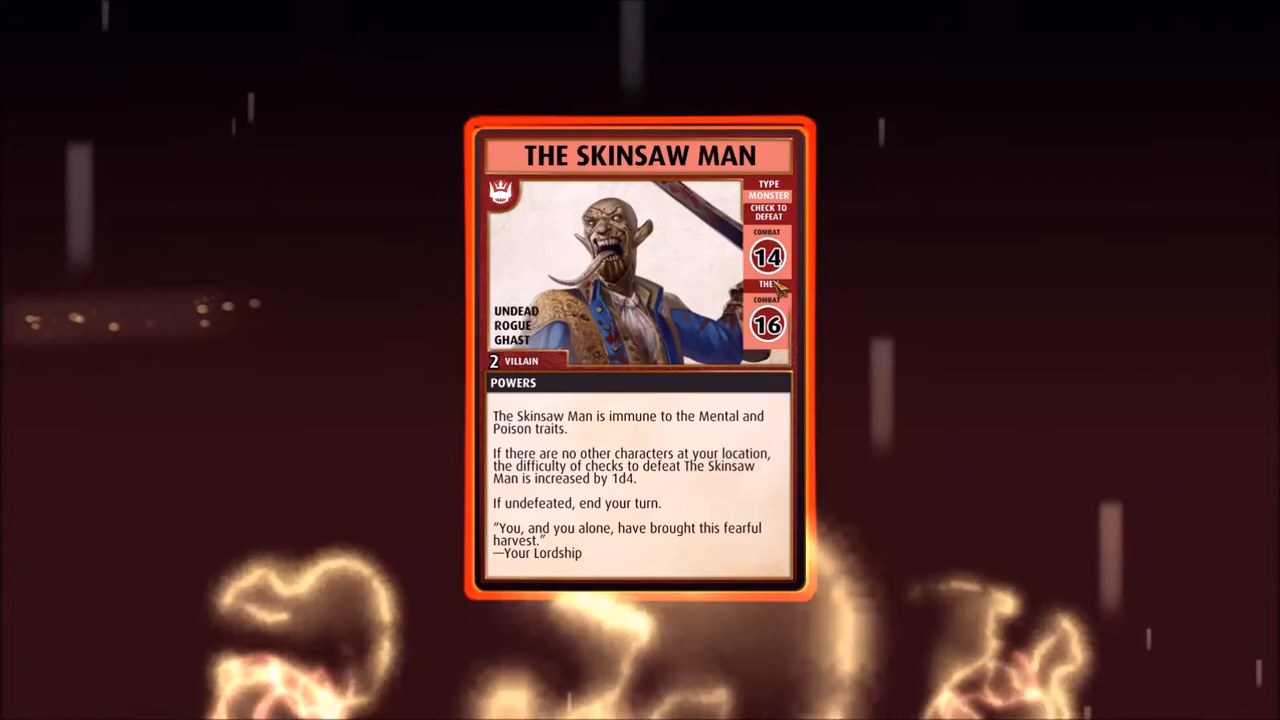 THE SKINSAW MAN
TYPE
MONSTER
CHECK TO
DEFEAT
COMBAT
14
THE
COMBAT
16
UNDEAD
ROGUE
GHAST
2 VILLAIN
POWERS
The Skinsaw Man is immune to the Mental and
Poison traits.
If there are no other characters at your location,
the difficulty of checks to defeat The Skinsaw
Man is increased by 1d4.
If undefeated, end your turn.
“You, and you alone, have brought this fearful
harvest.”
—Your Lordship